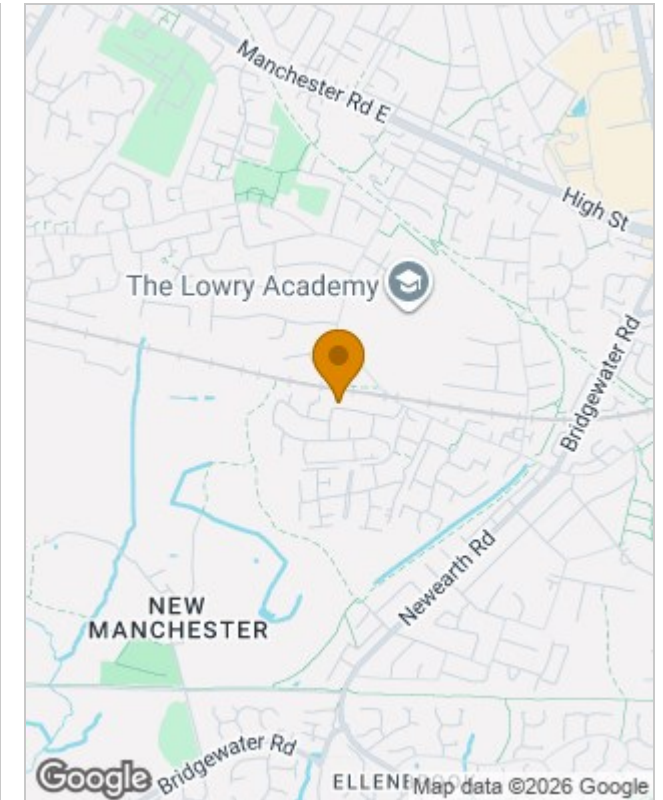 Manchester Rd E
High St
The Lowry Academy
Bridgewater Rd
Newearth Rd
NEW
MANCHESTER
Bridgewater Rd
Google
Map data ©2026 Google